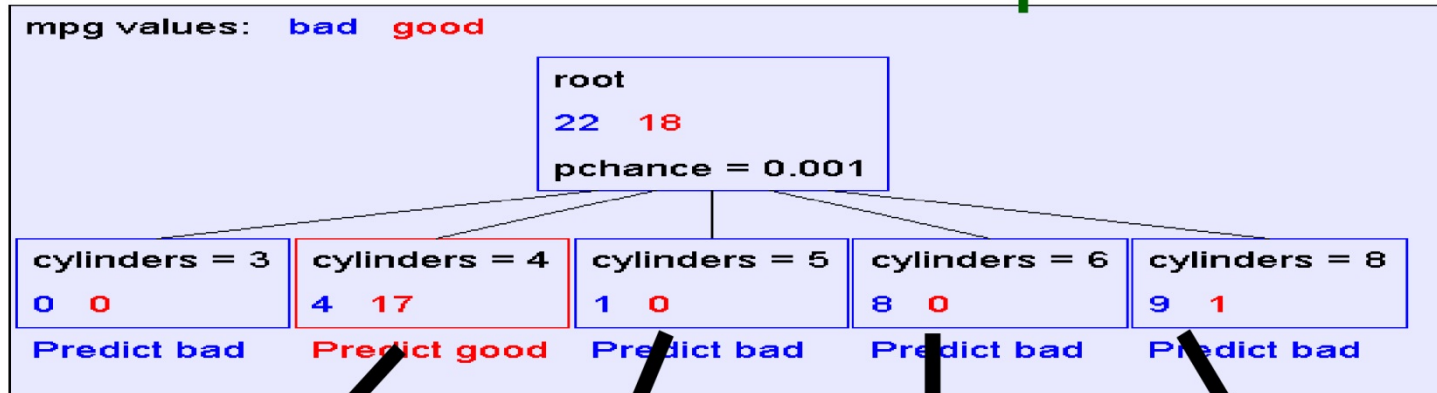 mpg values: bad good
root
22 18
pchance = 0.001
cylinders = 3 cylinders = 4 cylinders = 5 cylinders = 6 cylinders = 8
0 0 4 17 1 0 8 0 9 1
Predict bad Predict good Predict bad Predict bad Predict bad